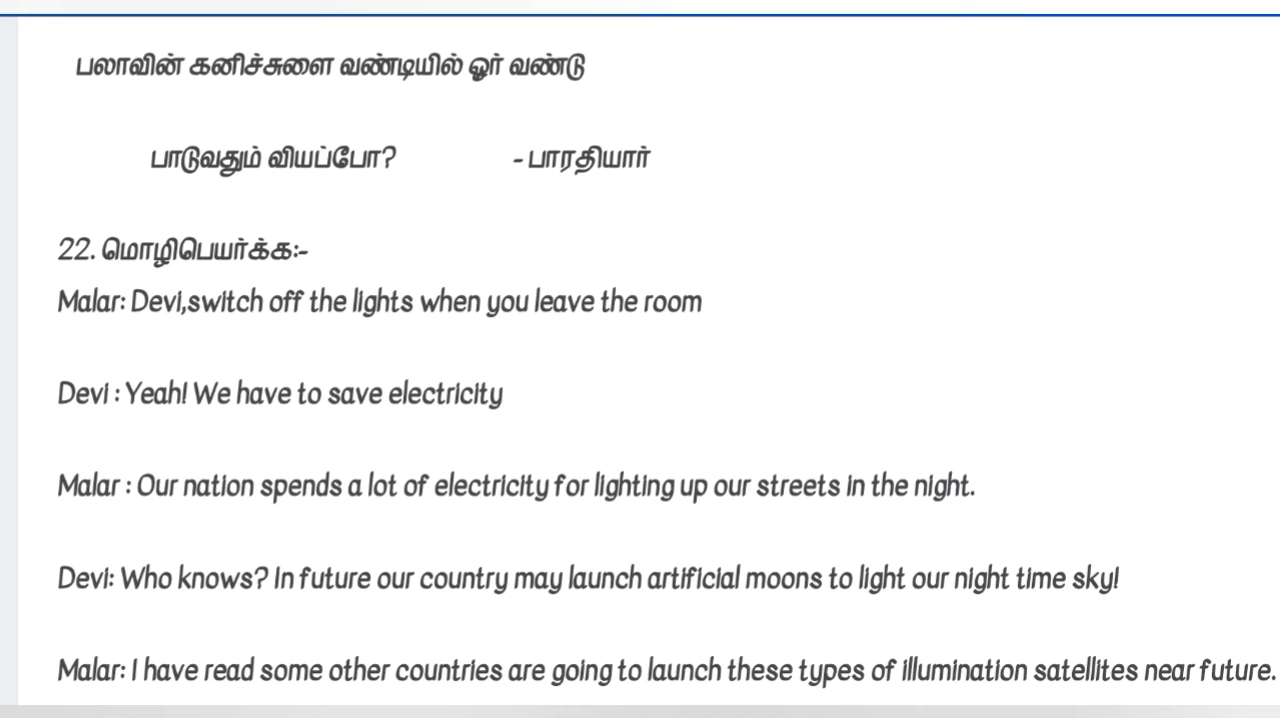 பலாவின் கனிச்சுளை வண்டியில் ஓர் வண்டு
பாடுவதும் வியப்போ? - பாரதியார்
22. மொழிபெயர்க்க:-
Malar: Devi,switch off the lights when you leave the room
Devi : Yeah! We have to save electricity
Malar : Our nation spends a lot of electricity for lighting up our streets in the night.
Devi: Who knows? In future our country may launch artificial moons to light our night time sky!
Malar: I have read some other countries are going to launch these types of illumination satellites near future.